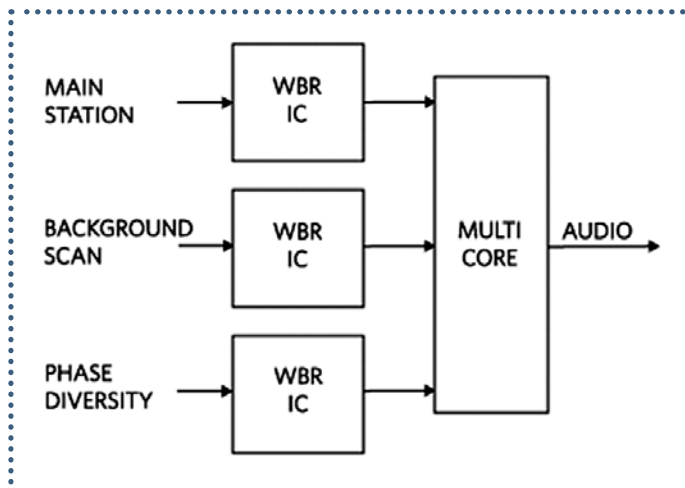 MAIN
STATION
WBR
IC
BACKGROUND
SCAN
WBR
IC
MULTI
CORE
AUDIO
PHASE
DIVERSITY
WBR
IC